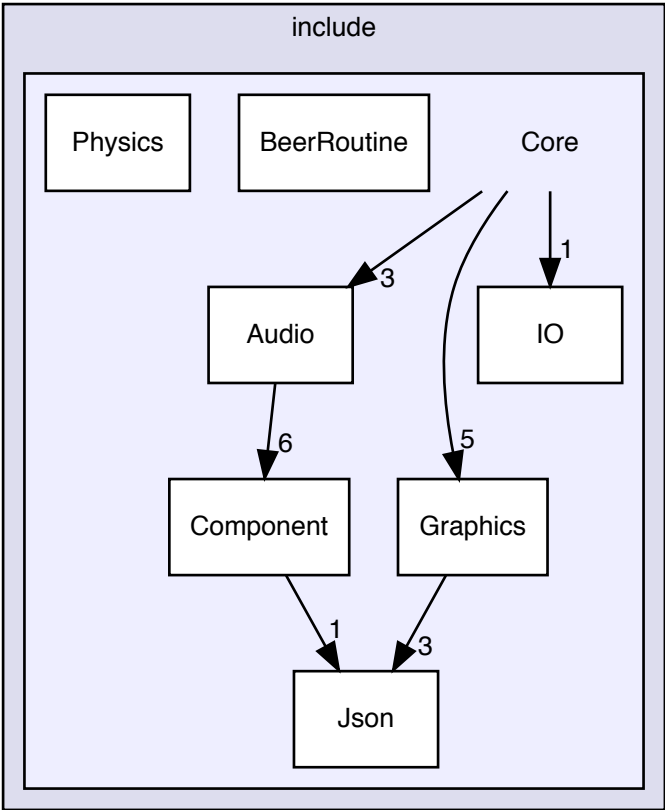 include
Physics
BeerRoutine
Core
3
1
Audio
IO
6
5
Component
Graphics
1
3
Json